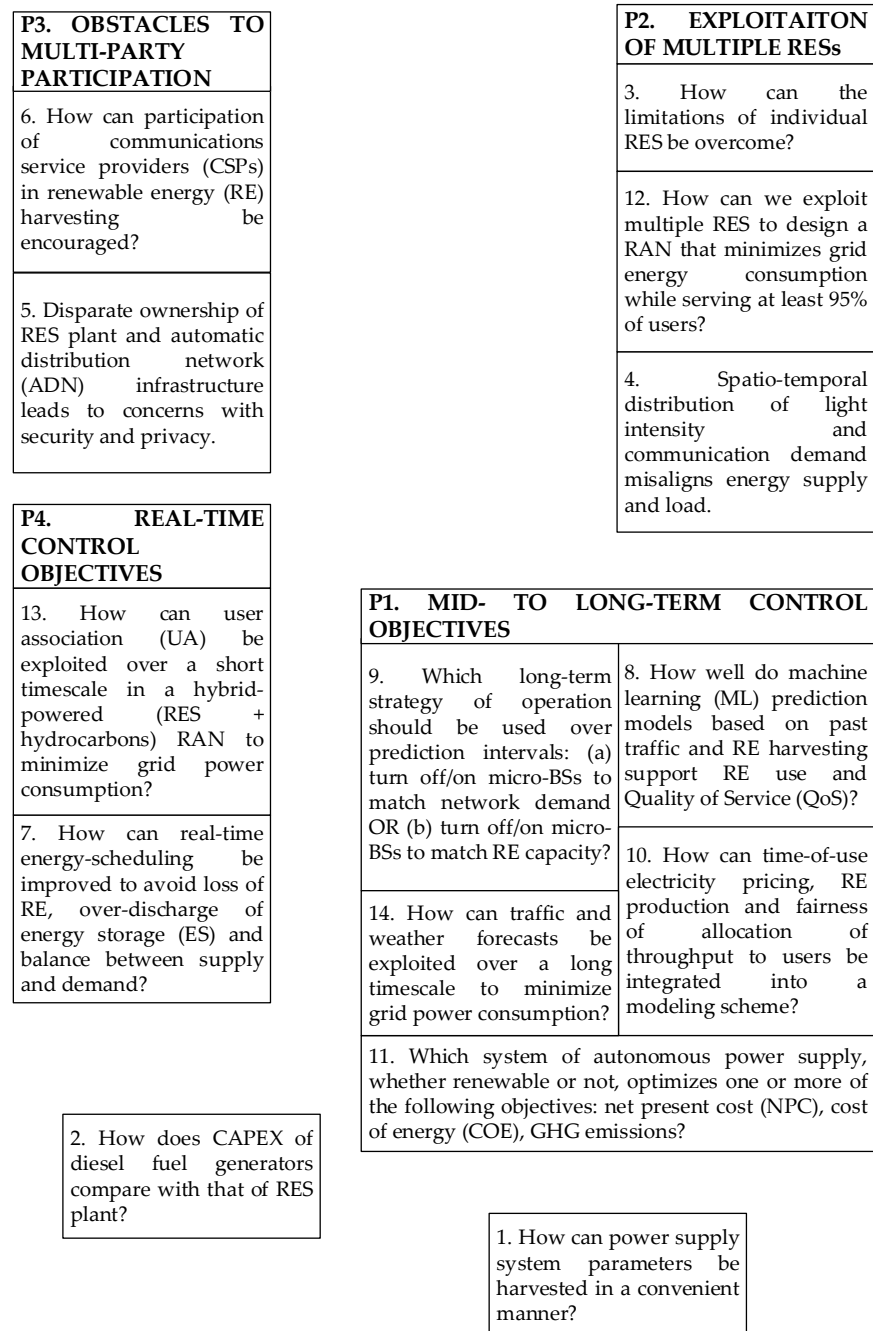 P3. OBSTACLES TO
MULTI-PARTY
PARTICIPATION
6. How can participation
of communications
service providers (CSPs)
in renewable energy (RE)
harvesting be
encouraged?
5. Disparate ownership of
RES plant and automatic
distribution network
(ADN) infrastructure
leads to concerns with
security and privacy.
P2. EXPLOITAITON
OF MULTIPLE RESs
3. How can the
limitations of individual
RES be overcome?
12. How can we exploit
multiple RES to design a
RAN that minimizes grid
energy consumption
while serving at least 95%
of users?
4. Spatio-temporal
distribution of light
intensity and
communication demand
misaligns energy supply
and load.
P4. REAL-TIME
CONTROL
OBJECTIVES
13. How can user
association (UA) be
exploited over a short
timescale in a hybrid-
powered (RES +
hydrocarbons) RAN to
minimize grid power
consumption?
7. How can real-time
energy-scheduling be
improved to avoid loss of
RE, over-discharge of
energy storage (ES) and
balance between supply
and demand?
P1. MID- TO LONG-TERM CONTROL
OBJECTIVES
9. Which long-term
strategy of operation
should be used over
prediction intervals: (a)
turn off/on micro-BSs to
match network demand
OR (b) turn off/on micro-
BSs to match RE capacity?
8. How well do machine
learning (ML) prediction
models based on past
traffic and RE harvesting
support RE use and
Quality of Service (QoS)?
14. How can traffic and
weather forecasts be
exploited over a long
timescale to minimize
grid power consumption?
10. How can time-of-use
electricity pricing, RE
production and fairness
of allocation of
throughput to users be
integrated into a
modeling scheme?
11. Which system of autonomous power supply,
whether renewable or not, optimizes one or more of
the following objectives: net present cost (NPC), cost
of energy (COE), GHG emissions?
2. How does CAPEX of
diesel fuel generators
compare with that of RES
plant?
1. How can power supply
system parameters be
harvested in a convenient
manner?